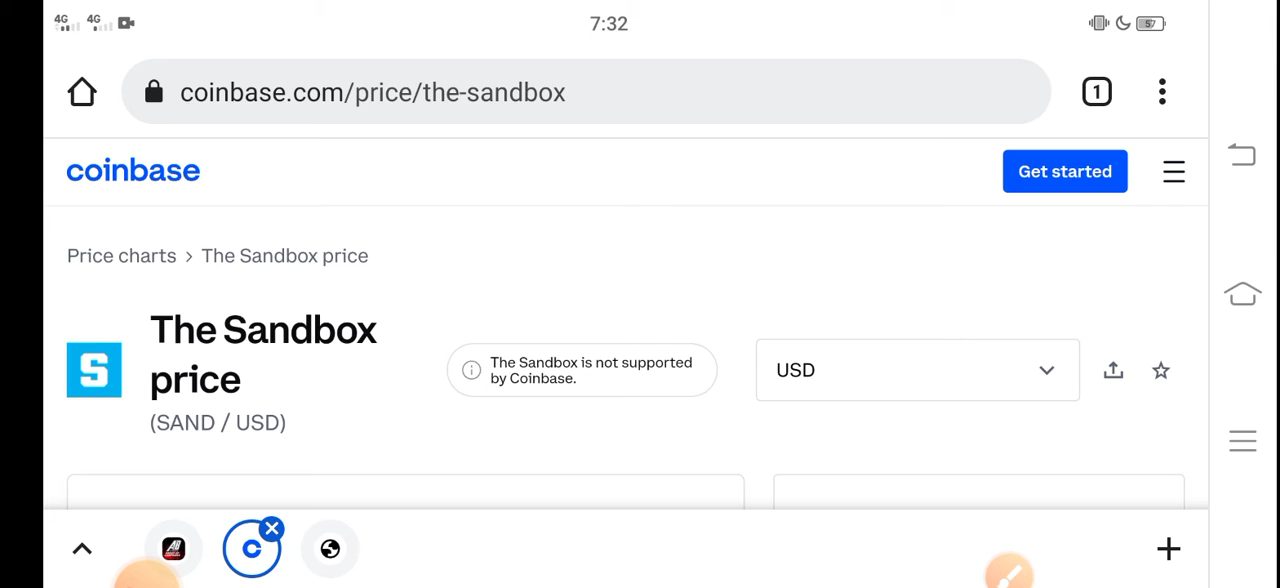 4G 4G 7:32 57
coinbase.com/price/the-sandbox 1
coinbase Get started
Price charts > The Sandbox price
The Sandbox
price
(SAND / USD)
The Sandbox is not supported
by Coinbase.
USD